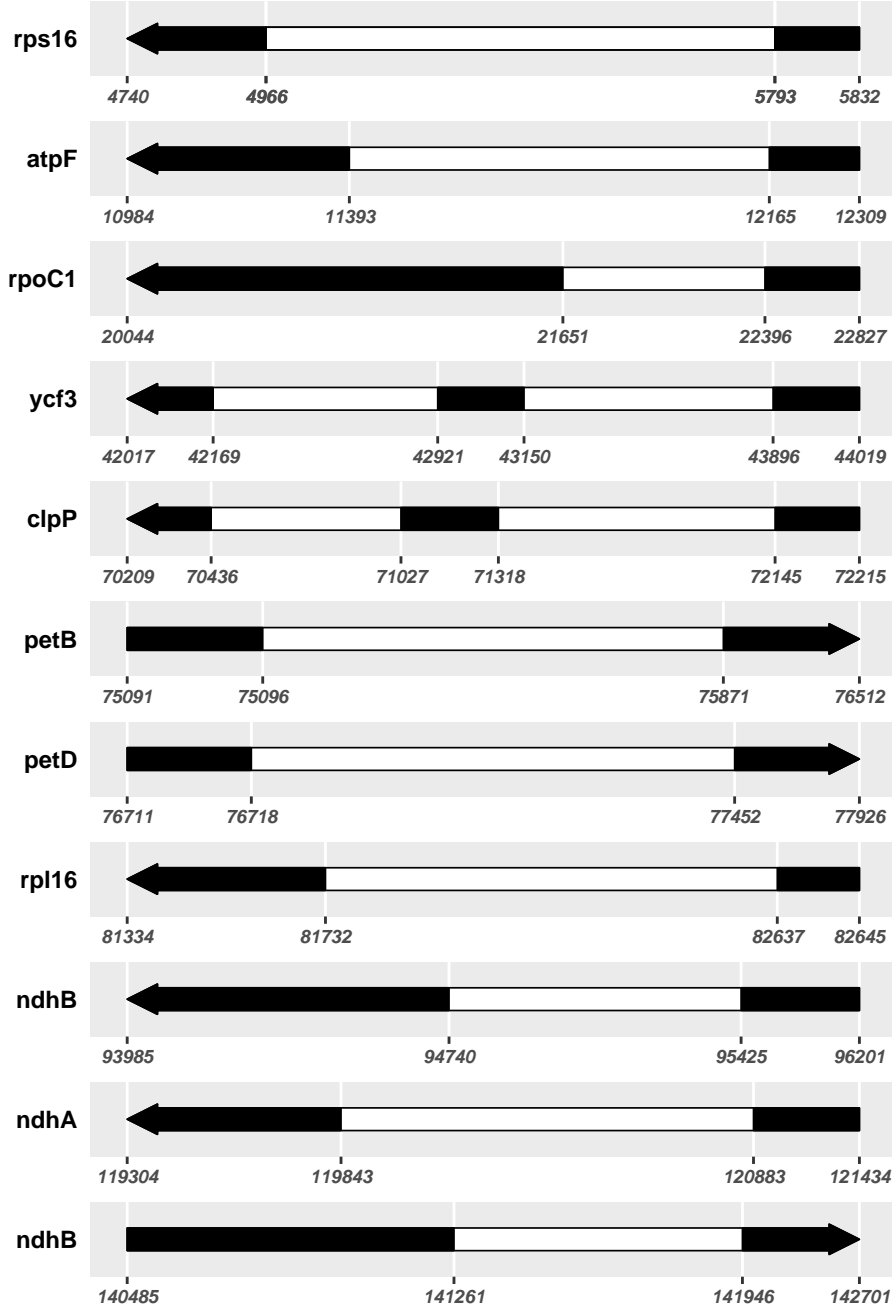 rps16
4740 4966 5793 5832
atpF
10984 11393 12165 12309
rpoC1
20044 21651 22396 22827
ycf3
42017 42169 42921 43150 43896 44019
clpP
70209 70436 71027 71318 72145 72215
petB
75091 75096 75871 76512
petD
76711 76718 77452 77926
rpl16
81334 81732 82637 82645
ndhB
93985 94740 95425 96201
ndhA
119304 119843 120883 121434
ndhB
140485 141261 141946 142701